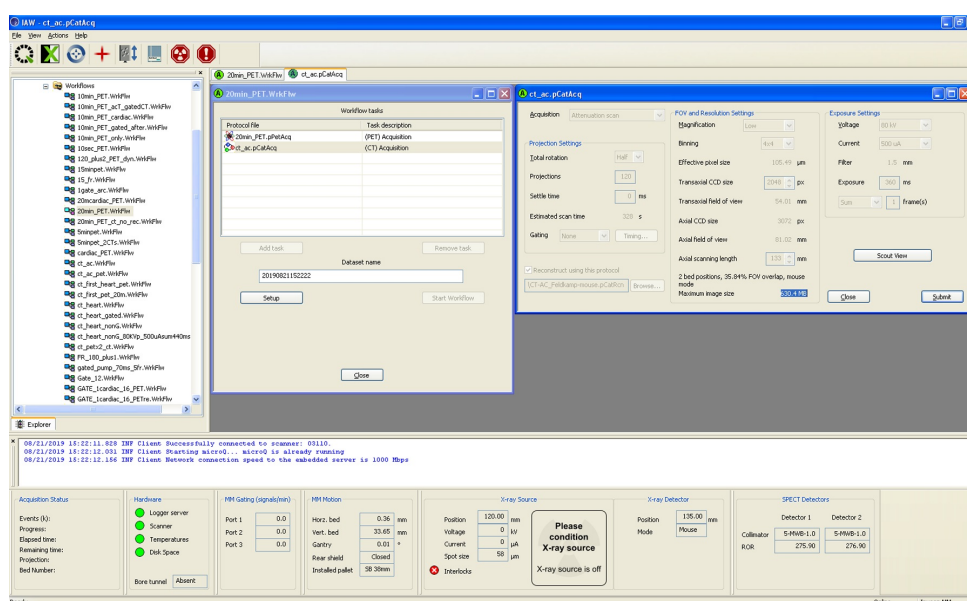 IAW - ct_ac.pCatAcq
File View Actions Help
20min_PET.WrkFlw ct_ac.pCatAcq
Workflows
10min_PET.WrkFlw
10min_PET_acT_gatedCT.WrkFlw
10min_PET_cardiac.WrkFlw
10min_PET_gated_after.WrkFlw
10min_PET_only.WrkFlw
10sec_PET.WrkFlw
120_plus2_PET_dyn.WrkFlw
15minpet.WrkFlw
15_fr.WrkFlw
1gate_arc.WrkFlw
20mcardiac_PET.WrkFlw
20min_PET.WrkFlw
20min_PET_ct_no_rec.WrkFlw
5minpet.WrkFlw
5minpet_2CTs.WrkFlw
cardiac_PET.WrkFlw
ct_ac.WrkFlw
ct_ac_pet.WrkFlw
ct_first_heart_pet.WrkFlw
ct_first_pet_20m.WrkFlw
ct_heart.WrkFlw
ct_heart_gated.WrkFlw
ct_heart_nonG.WrkFlw
ct_heart_nonG_80KVp_500uAsum440ms
ct_petx2_ct.WrkFlw
FR_180_plus1.WrkFlw
gated_pump_70ms_5fr.WrkFlw
Gate_12.WrkFlw
GATE_1cardiac_16_PET.WrkFlw
GATE_1cardiac_16_PETre.WrkFlw
Explorer
20min_PET.WrkFlw
Workflow tasks
Protocol file Task description
20min_PET.pPetAcq (PET) Acquisition
ct_ac.pCatAcq (CT) Acquisition
Add task Remove task
Dataset name
20190821152222
Setup Start Workflow
Close
ct_ac.pCatAcq
Acquisition Attenuation scan
Projection Settings
Total rotation Half
Projections 120
Settle time 0 ms
Estimated scan time 320 s
Gating None Timing...
Reconstruct using this protocol
\CT-AC_Feldkamp-mouse.pCatRcn Browse...
FOV and Resolution Settings
Magnification Low
Binning 4x4
Effective pixel size 105.49 µm
Transaxial CCD size 2048 px
Transaxial field of view 54.01 mm
Axial CCD size 3072 px
Axial field of view 81.02 mm
Axial scanning length 133 mm
2 bed positions, 35.84% FOV overlap, mouse
mode
Maximum image size 630.4 MB
Exposure Settings
Voltage 80 kV
Current 500 uA
Filter 1.5 mm
Exposure 360 ms
Sum 1 frame(s)
Scout View
Close Submit
08/21/2019 15:22:11.828 INF Client Successfully connected to scanner: 03110.
08/21/2019 15:22:12.031 INF Client Starting microQ... microQ is already running
08/21/2019 15:22:12.156 INF Client Network connection speed to the embedded server is 1000 Mbps
Acquisition Status
Events (k):
Progress:
Elapsed time:
Remaining time:
Projection:
Bed Number:
Hardware
Logger server
Scanner
Temperatures
Disk Space
Bore tunnel Absent
MM Gating (signals/min)
Port 1 0.0
Port 2 0.0
Port 3 0.0
MM Motion
Horz. bed 0.36 mm
Vert. bed 33.65 mm
Gantry 0.01 °
Rear shield Closed
Installed pallet SB 38mm
X-ray Source
Position 120.00 mm
Voltage 0 kV
Current 0 µA
Spot size 58 µm
Interlocks
Please
condition
X-ray source
X-ray source is off
X-ray Detector
Position 135.00 mm
Mode Mouse
SPECT Detectors
Detector 1 Detector 2
Collimator 5-MWB-1.0 5-MWB-1.0
ROR 275.90 276.90